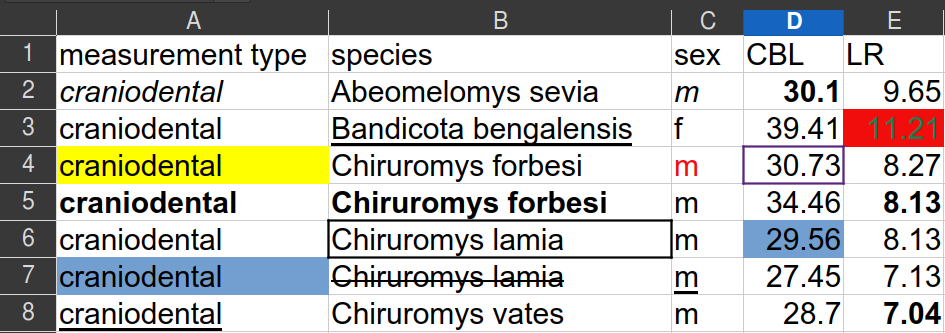 A B C D E
1 measurement type species sex CBL LR
2 craniodental Abeomelomys sevia m 30.1 9.65
3 craniodental Bandicota bengalensis f 39.41 11.21
4 craniodental Chiruromys forbesi m 30.73 8.27
5 craniodental Chiruromys forbesi m 34.46 8.13
6 craniodental Chiruromys lamia m 29.56 8.13
7 craniodental Chiruromys lamia m 27.45 7.13
8 craniodental Chiruromys vates m 28.7 7.04